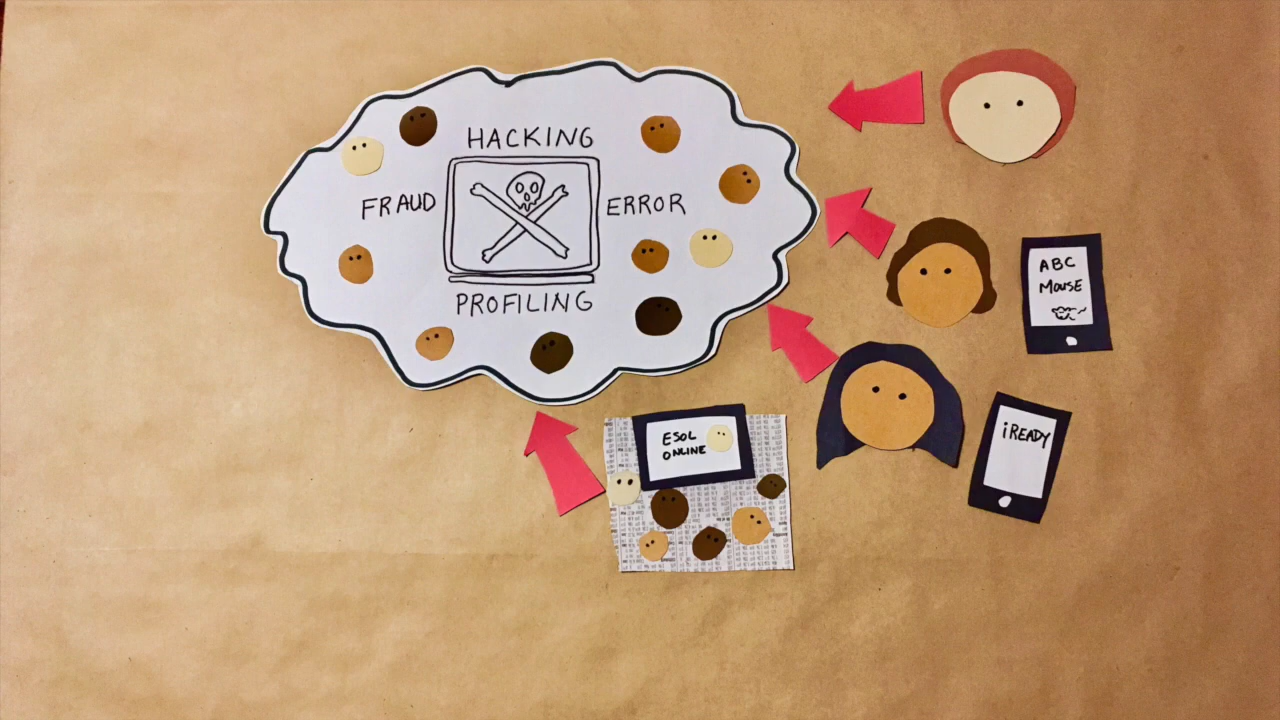 HACKING
FRAUD
ERROR
PROFILING
ABC
MOUSE
iREADY
ESOL
ONLINE